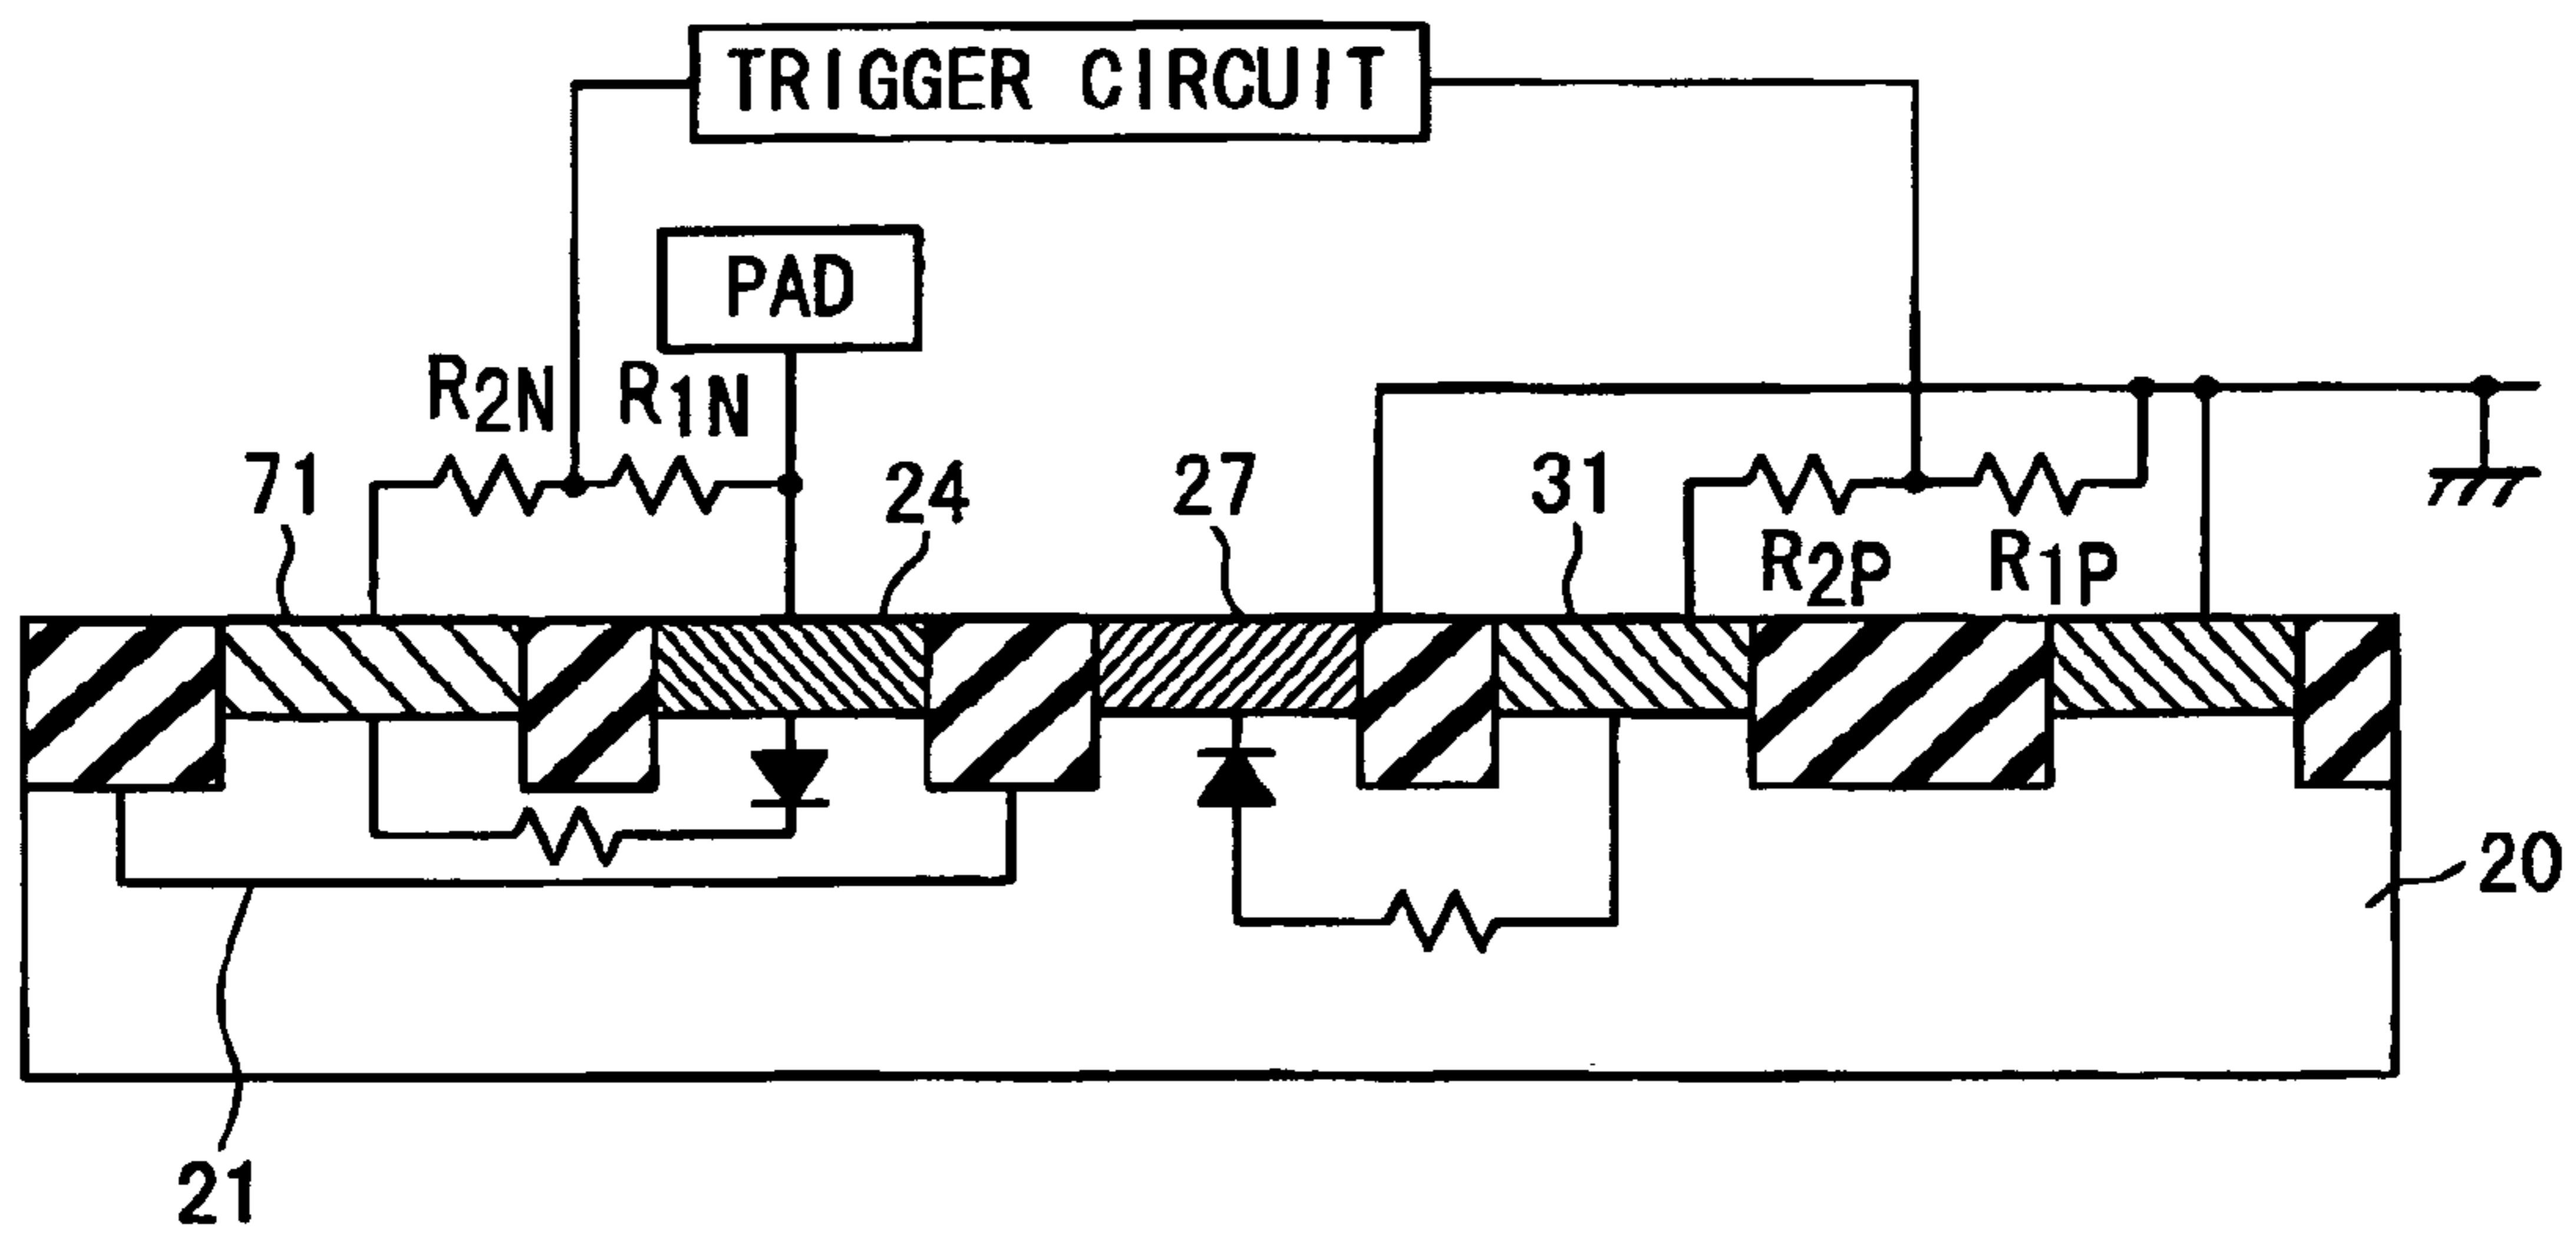 TRIGGER CIRCUIT
PAD
R2N R1N
71 24 27 31
R2P R1P
20
21